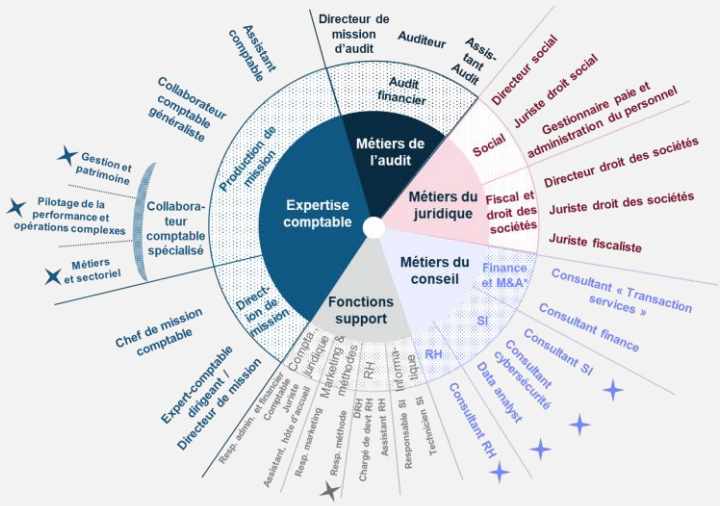 Directeur de
mission
d'audit
Auditeur
Assis-
tant
Audit
Audit
financier
Métiers de
l'audit
Directeur social
Juriste droit social
Gestionnaire paie et
administration du personnel
Social
Métiers du
juridique
Fiscal et
droit des
sociétés
Directeur droit des sociétés
Juriste droit des sociétés
Juriste fiscaliste
Métiers du
conseil
Finance
et M&A*
Consultant « Transaction
services »
Consultant finance
SI
Consultant SI
Consultant
cybersécurité
Data analyst
RH
Consultant RH
Fonctions
support
Informa-
tique
Technicien SI
Responsable SI
RH
Assistant RH
Chargé de devt RH
DRH
Marketing &
méthodes
Resp. méthode
Resp. marketing
Compta..
juridique
Assistant, hôte d'accueil
Juriste
Comptable
Resp. admin. et financier
Expertise
comptable
Direct-
ion de
mission
Expert-comptable
dirigeant /
Directeur de mission
Chef de mission
comptable
Production de
mission
Collabora-
teur
comptable
spécialisé
Métiers
et sectoriel
Pilotage de la
performance et
opérations complexes
Gestion et
patrimoine
Collaborateur
comptable
généraliste
Assistant
comptable